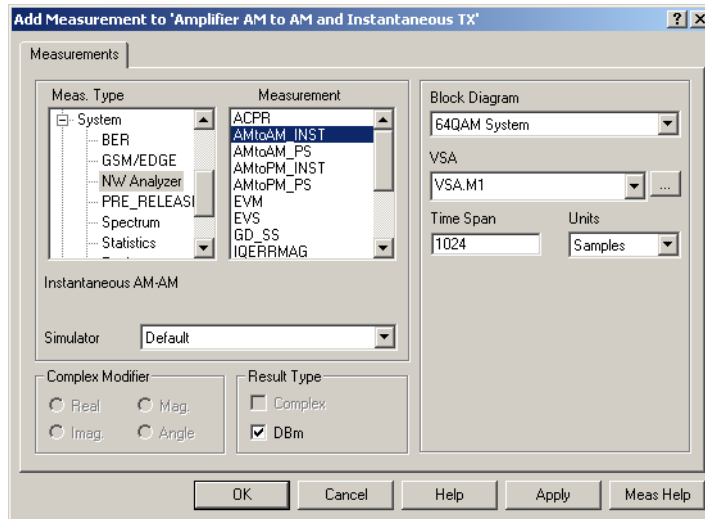 Add Measurement to 'Amplifier AM to AM and Instantaneous TX'
Measurements
Meas. Type
System
BER
GSM/EDGE
NW Analyzer
PRE_RELEASI
Spectrum
Statistics
Measurement
ACPR
AMtoAM_INST
AMtoAM_PS
AMtoPM_INST
AMtoPM_PS
EVM
EVS
GD_SS
IQERRMAG
Instantaneous AM-AM
Simulator
Default
Complex Modifier
Real
Mag.
Imag.
Angle
Result Type
Complex
DBm
Block Diagram
64QAM System
VSA
VSA.M1
...
Time Span
Units
1024
Samples
OK
Cancel
Help
Apply
Meas Help